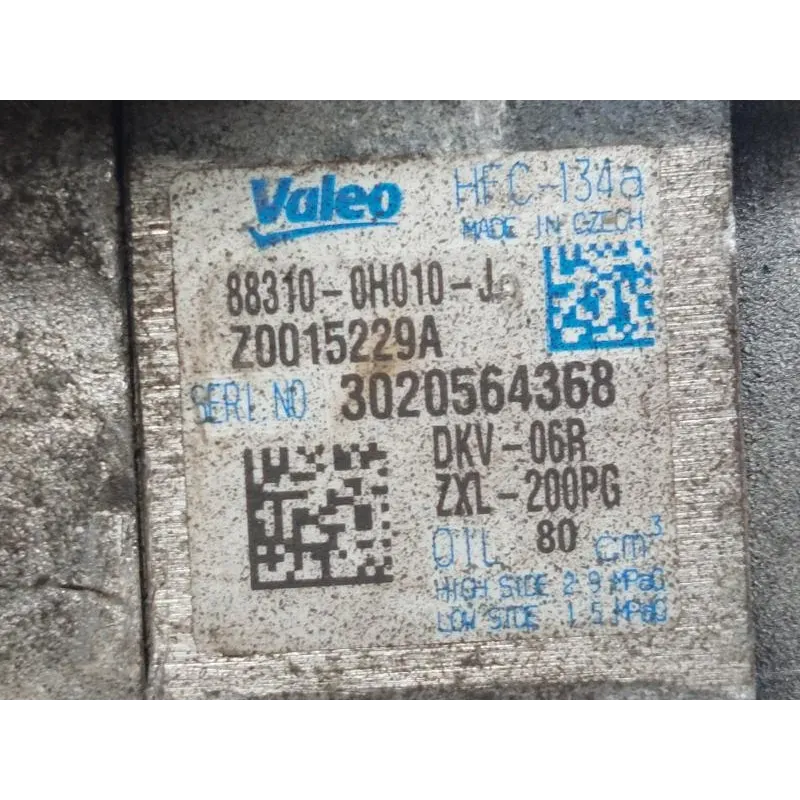 Valeo
HFC-134a
MADE IN CZECH
88310-0H010-J
Z0015229A
SERI. NO 3020564368
DKV-06R
ZXL-200PG
OIL 80 cm³
HIGH SIDE 2.9 MPaG
LOW SIDE 1.5 MPaG